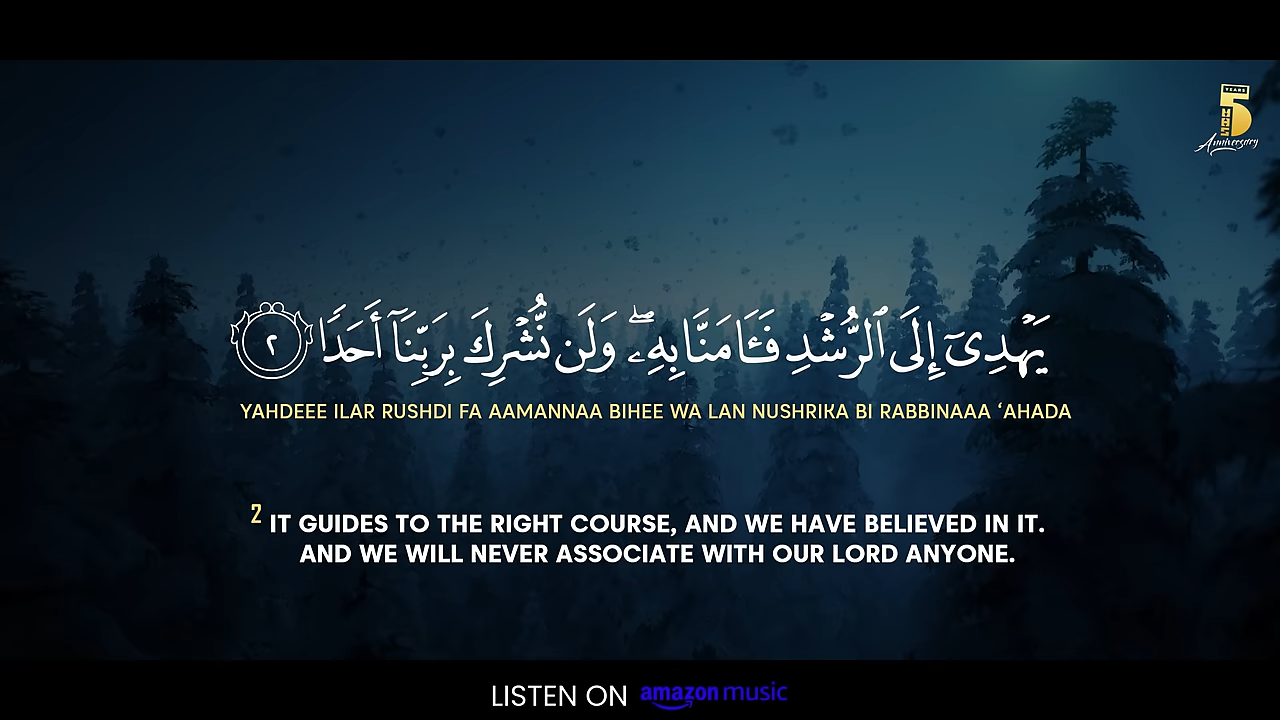 5
YEARS
Anniversary
يَهْدِىٓ إِلَى ٱلرُّشْدِ فَـَٔامَنَّا بِهِۦ ۖ وَلَن نُّشْرِكَ بِرَبِّنَآ أَحَدًا ٢
YAHDEEE ILAR RUSHDI FA AAMANNAA BIHEE WA LAN NUSHRIKA BI RABBINAAA ‘AHADA
2 IT GUIDES TO THE RIGHT COURSE, AND WE HAVE BELIEVED IN IT.
AND WE WILL NEVER ASSOCIATE WITH OUR LORD ANYONE.
LISTEN ON amazon music